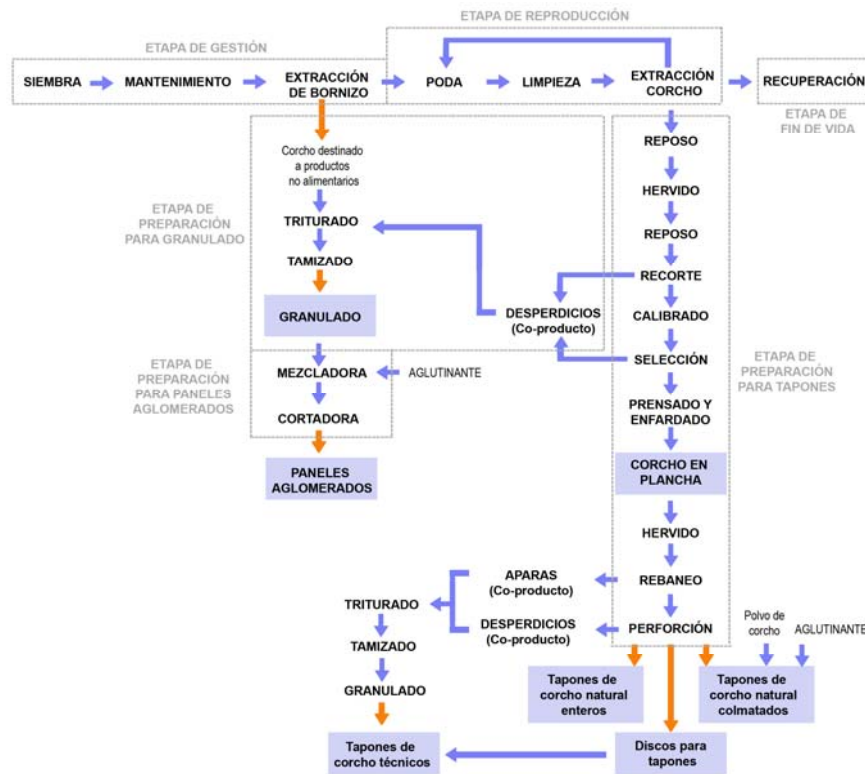 ETAPA DE REPRODUCCIÓN
ETAPA DE GESTIÓN
SIEMBRA
MANTENIMIENTO
EXTRACCIÓN
DE BORNIZO
PODA
LIMPIEZA
EXTRACCIÓN
CORCHO
RECUPERACIÓN
ETAPA DE
FIN DE VIDA
Corcho destinado
a productos
no alimentarios
REPOSO
HERVIDO
ETAPA DE
PREPARACIÓN
PARA GRANULADO
TRITURADO
REPOSO
TAMIZADO
RECORTE
GRANULADO
DESPERDICIOS
(Co-producto)
CALIBRADO
SELECCIÓN
ETAPA DE
PREPARACIÓN
PARA TAPONES
ETAPA DE
PREPARACIÓN
PARA PANELES
AGLOMERADOS
MEZCLADORA
AGLUTINANTE
CORTADORA
PRENSADO Y
ENFARDADO
PANELES
AGLOMERADOS
CORCHO EN
PLANCHA
HERVIDO
APARAS
(Co-producto)
REBANEO
TRITURADO
DESPERDICIOS
(Co-producto)
PERFORCIÓN
Polvo de
corcho
AGLUTINANTE
TAMIZADO
GRANULADO
Tapones de
corcho natural
enteros
Tapones de
corcho natural
colmatados
Tapones de
corcho técnicos
Discos para
tapones